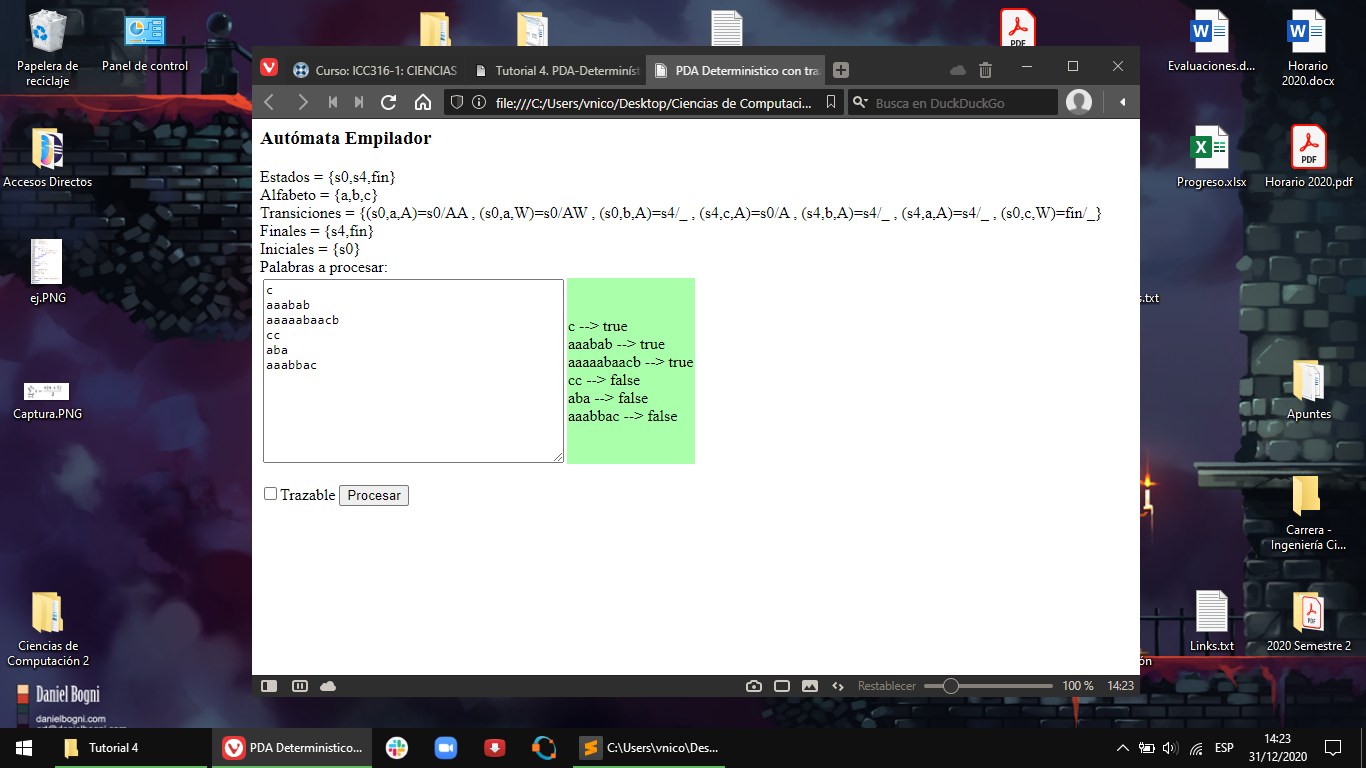 Papelera de
reciclaje
Panel de control
PDF
Evaluaciones.d...
Horario
2020.docx
Curso: ICC316-1: CIENCIAS
Tutorial 4. PDA-Determiníst
PDA Deterministico con tra
file:///C:/Users/vnico/Desktop/Ciencias de Computaci...
Busca en DuckDuckGo
Autómata Empilador
Estados = {s0,s4,fin}
Alfabeto = {a,b,c}
Transiciones = {(s0,a,A)=s0/AA , (s0,a,W)=s0/AW , (s0,b,A)=s4/_ , (s4,c,A)=s0/A , (s4,b,A)=s4/_ , (s4,a,A)=s4/_ , (s0,c,W)=fin/_}
Finales = {s4,fin}
Iniciales = {s0}
Palabras a procesar:
c
aaabab
aaaaabaacb
cc
aba
aaabbac
c --> true
aaabab --> true
aaaaabaacb --> true
cc --> false
aba --> false
aaabbac --> false
Trazable
Procesar
Restablecer
100 %
14:23
Accesos Directos
ej.PNG
Captura.PNG
Ciencias de
Computación 2
Progreso.xlsx
PDF
Horario 2020.pdf
s.txt
Apuntes
Carrera -
Ingeniería Ci...
Links.txt
2020 Semestre 2
ón
Daniel Bogni
danielbogni.com
Tutorial 4
PDA Deterministico...
C:\Users\vnico\Des...
ESP
14:23
31/12/2020